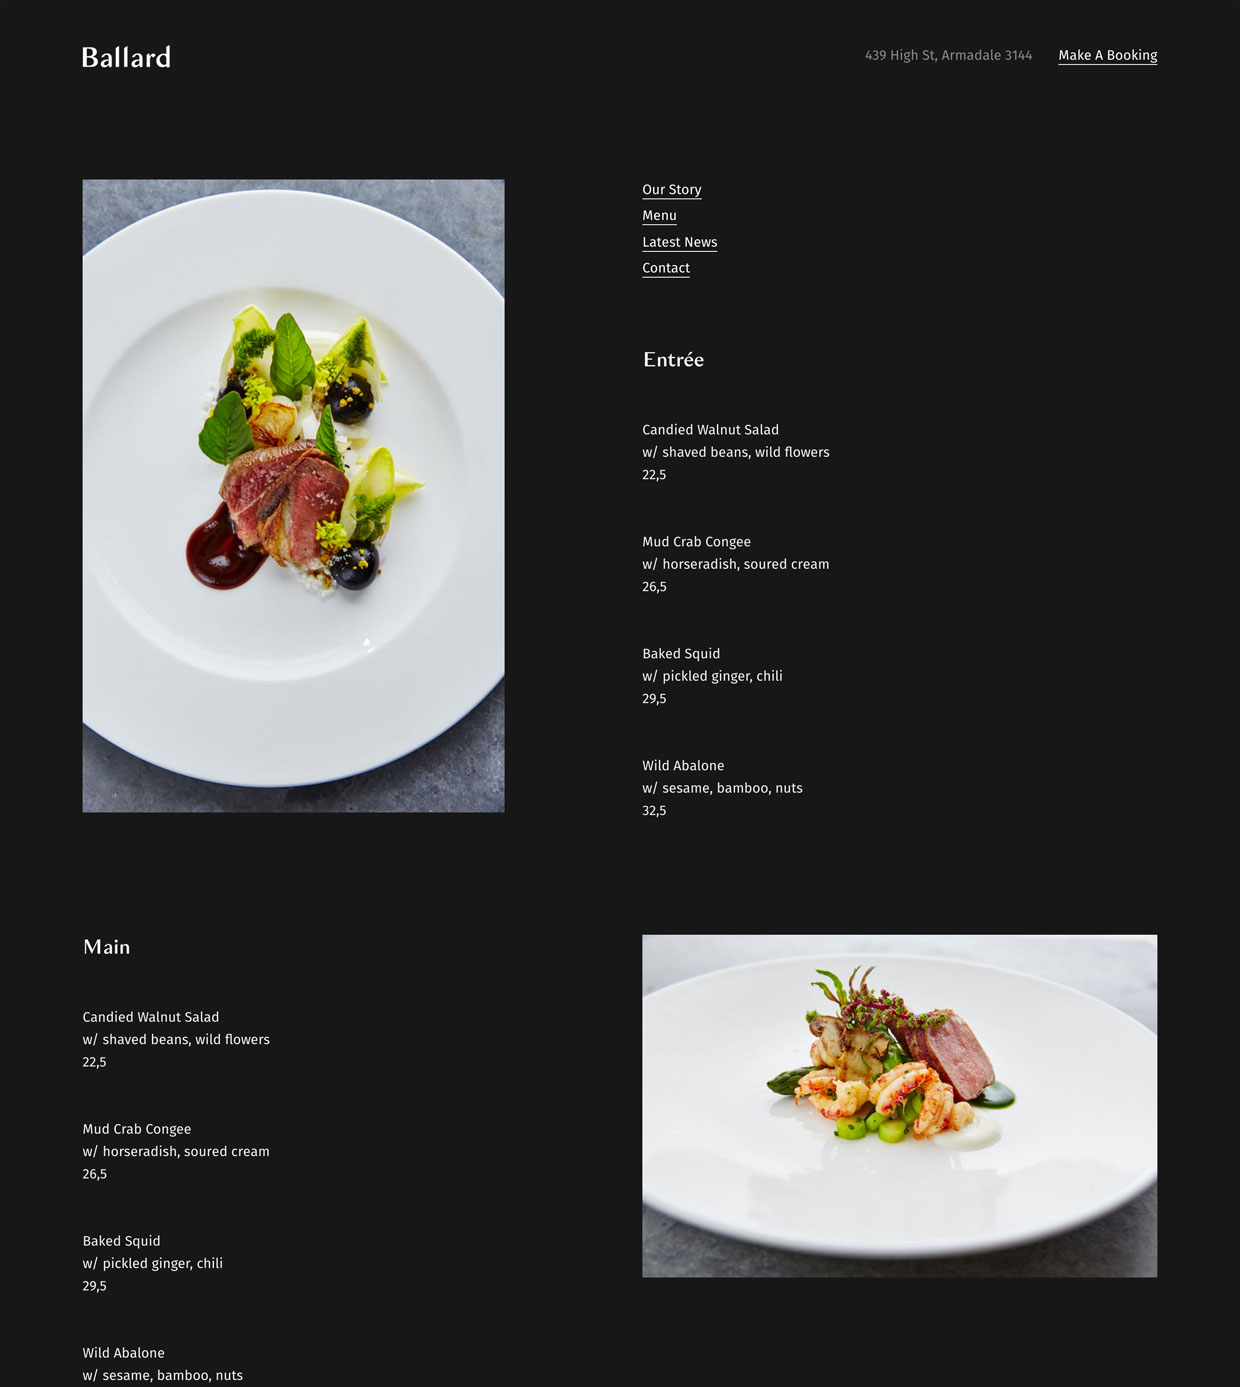 Ballard
439 High St, Armadale 3144
Make A Booking
Our Story
Menu
Latest News
Contact
Entrée
Candied Walnut Salad
w/ shaved beans, wild flowers
22,5
Mud Crab Congee
w/ horseradish, soured cream
26,5
Baked Squid
w/ pickled ginger, chili
29,5
Wild Abalone
w/ sesame, bamboo, nuts
32,5
Main
Candied Walnut Salad
w/ shaved beans, wild flowers
22,5
Mud Crab Congee
w/ horseradish, soured cream
26,5
Baked Squid
w/ pickled ginger, chili
29,5
Wild Abalone
w/ sesame, bamboo, nuts